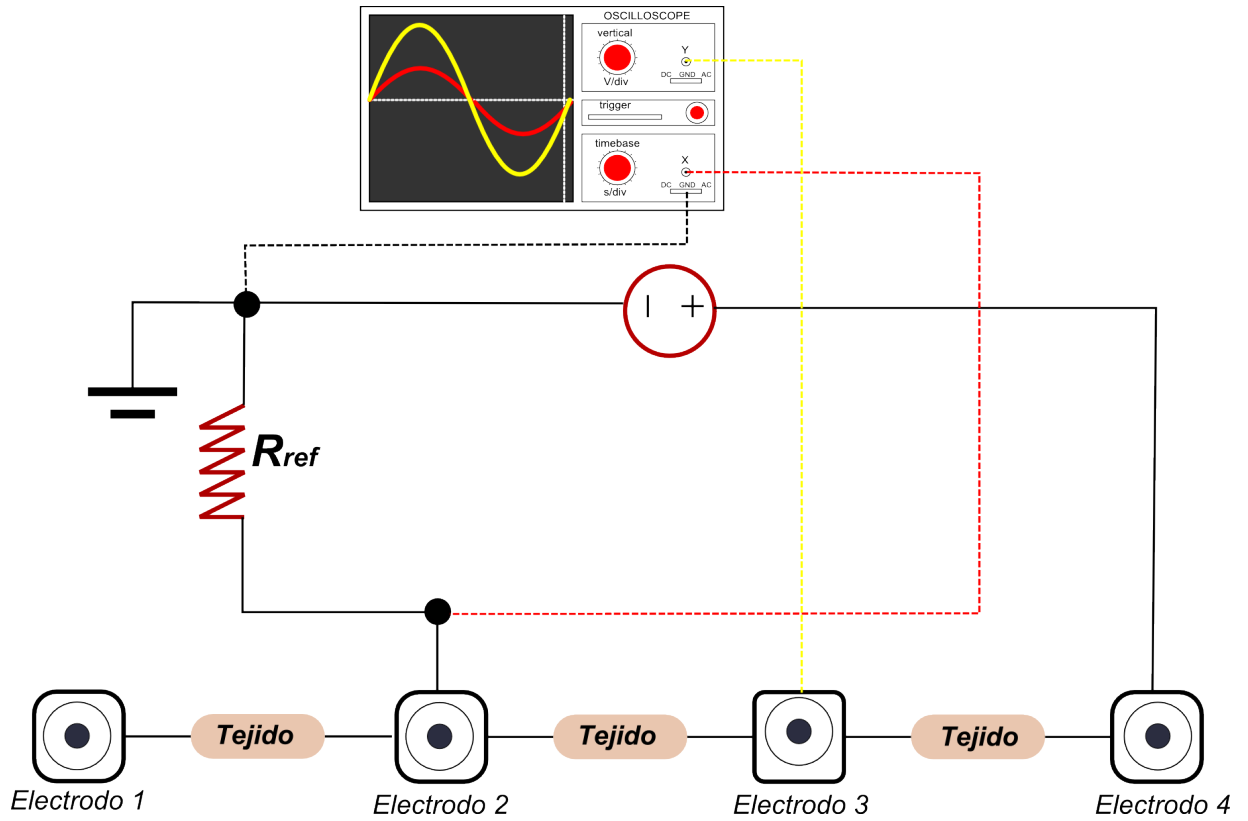 OSCILLOSCOPE
vertical
Y
V/div
DC GND AC
trigger
timebase
X
s/div
DC GND AC
Rref
Tejido
Tejido
Tejido
Electrodo 1
Electrodo 2
Electrodo 3
Electrodo 4